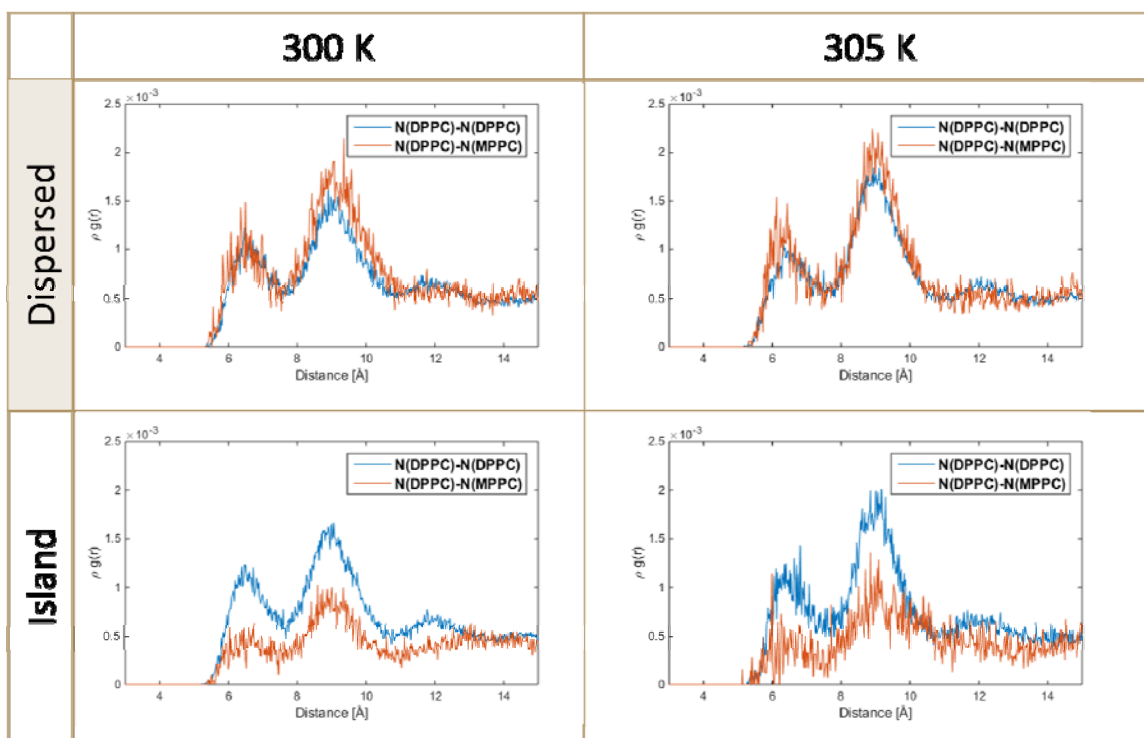 300 K
305 K
Dispersed
×10⁻³
2.5
2
1.5
1
0.5
0
ρ g(r)
4
6
8
10
12
14
Distance [Å]
N(DPPC)-N(DPPC)
N(DPPC)-N(MPPC)
×10⁻³
2.5
2
1.5
1
0.5
0
ρ g(r)
4
6
8
10
12
14
Distance [Å]
N(DPPC)-N(DPPC)
N(DPPC)-N(MPPC)
Island
×10⁻³
2.5
2
1.5
1
0.5
0
ρ g(r)
4
6
8
10
12
14
Distance [Å]
N(DPPC)-N(DPPC)
N(DPPC)-N(MPPC)
×10⁻³
2.5
2
1.5
1
0.5
0
ρ g(r)
4
6
8
10
12
14
Distance [Å]
N(DPPC)-N(DPPC)
N(DPPC)-N(MPPC)